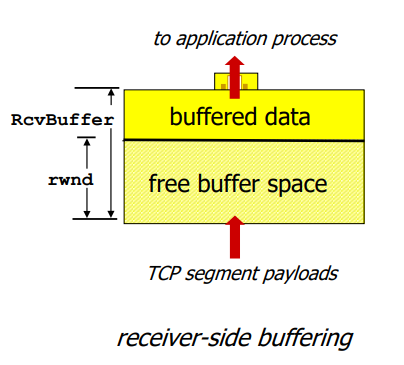 to application process
RcvBuffer
buffered data
rwnd
free buffer space
TCP segment payloads
receiver-side buffering